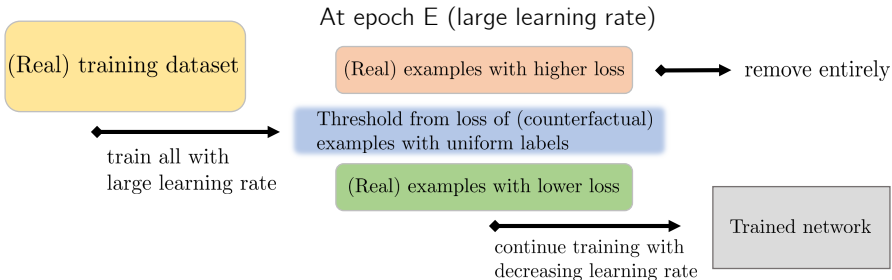 At epoch E (large learning rate)
(Real) training dataset
(Real) examples with higher loss
remove entirely
Threshold from loss of (counterfactual)
examples with uniform labels
train all with
large learning rate
(Real) examples with lower loss
Trained network
continue training with
decreasing learning rate